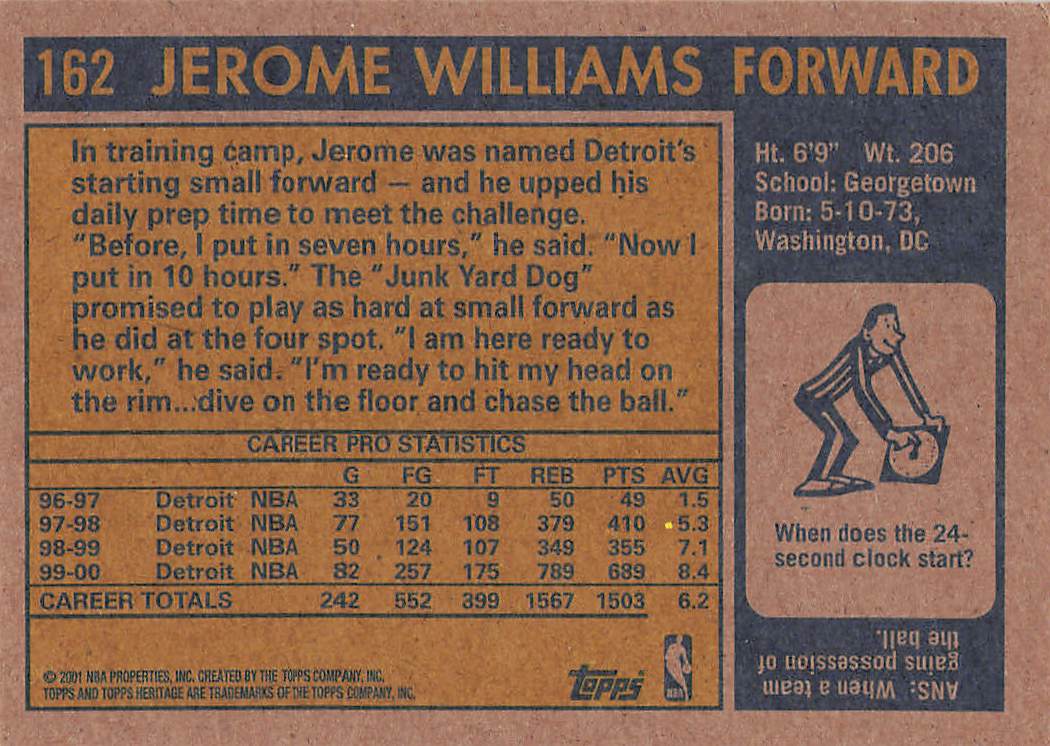 162 JEROME WILLIAMS FORWARD
In training camp, Jerome was named Detroit's
starting small forward — and he upped his
daily prep time to meet the challenge.
"Before, I put in seven hours," he said. "Now I
put in 10 hours." The "Junk Yard Dog"
promised to play as hard at small forward as
he did at the four spot. "I am here ready to
work," he said. "I'm ready to hit my head on
the rim...dive on the floor and chase the ball."
CAREER PRO STATISTICS
G FG FT REB PTS AVG
96-97 Detroit NBA 33 20 9 50 49 1.5
97-98 Detroit NBA 77 151 108 379 410 5.3
98-99 Detroit NBA 50 124 107 349 355 7.1
99-00 Detroit NBA 82 257 175 789 689 8.4
CAREER TOTALS 242 552 399 1567 1503 6.2
© 2001 NBA PROPERTIES, INC. CREATED BY THE TOPPS COMPANY, INC.
TOPPS AND TOPPS HERITAGE ARE TRADEMARKS OF THE TOPPS COMPANY, INC.
topps
NBA
Ht. 6'9" Wt. 206
School: Georgetown
Born: 5-10-73,
Washington, DC
When does the 24-
second clock start?
ANS: When a team
gains possession of
the ball.